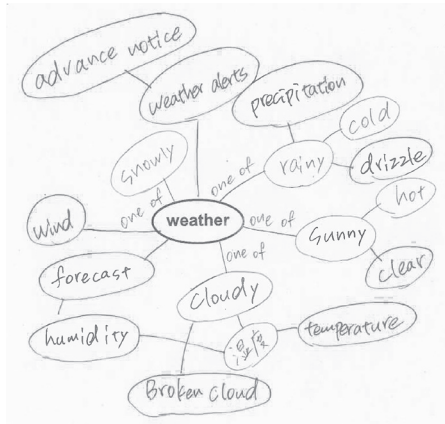 advance notice
weather alerts
precipitation
cold
snowly
one of
rainy
drizzle
hot
wind
one of
weather
one of
sunny
one of
clear
forecast
cloudy
humidity
湿度
temperature
Broken cloud